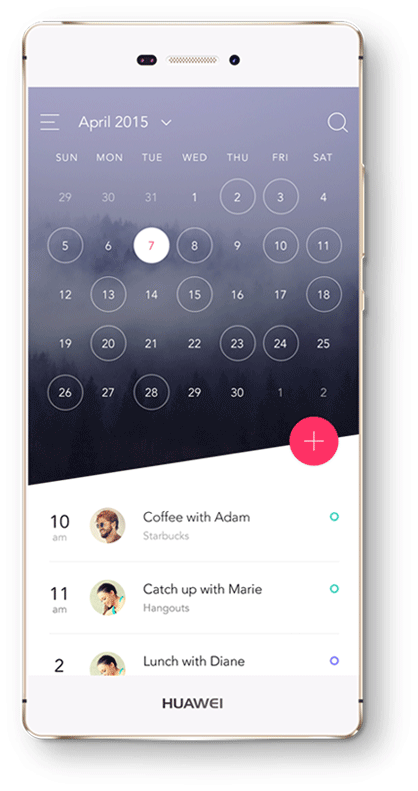 April 2015
SUN MON TUE WED THU FRI SAT
29 30 31 1 2 3 4
5 6 7 8 9 10 11
12 13 14 15 16 17 18
19 20 21 22 23 24 25
26 27 28 29 30 1 2
10 Coffee with Adam
am Starbucks
11 Catch up with Marie
am Hangouts
2 Lunch with Diane
HUAWEI